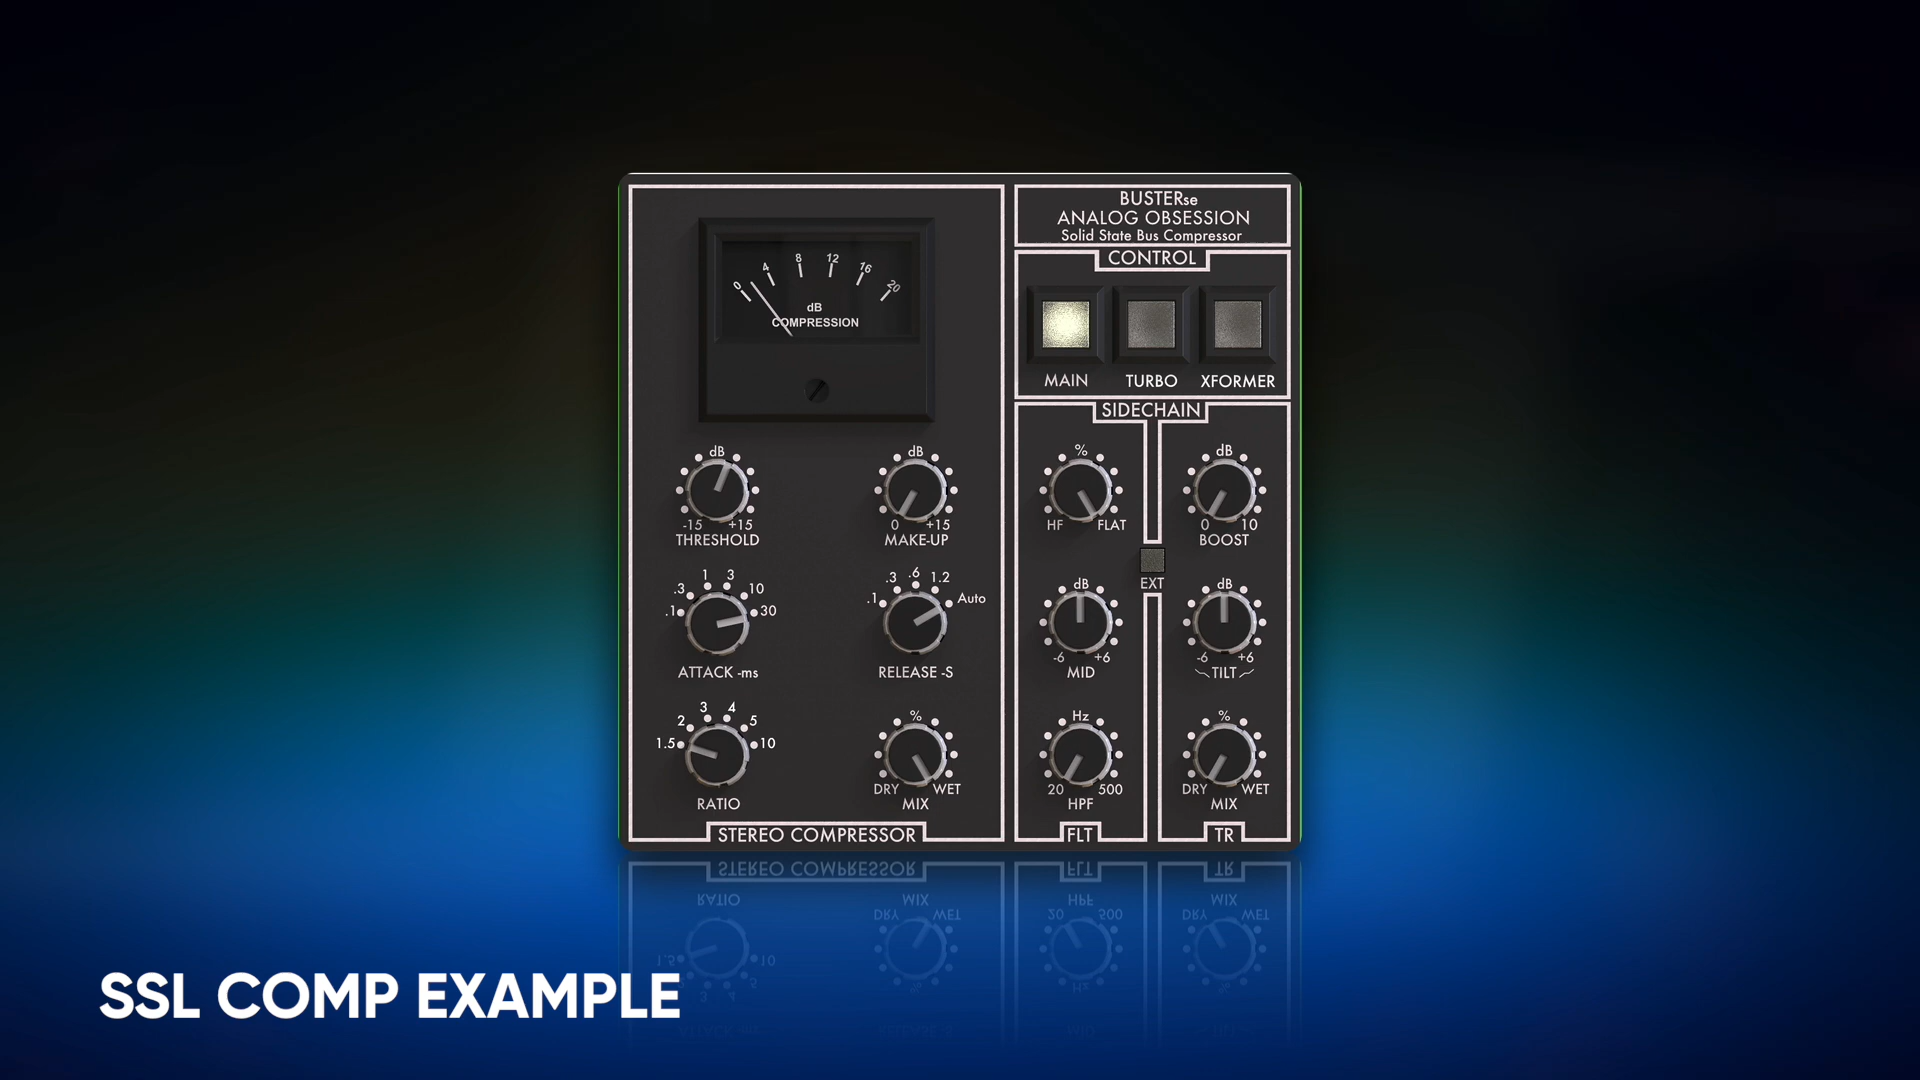 BUSTERse
ANALOG OBSESSION
Solid State Bus Compressor
0 4 8 12 16 20
dB
COMPRESSION
CONTROL
MAIN TURBO XFORMER
SIDECHAIN
dB
-15 +15
THRESHOLD
dB
0 +15
MAKE-UP
%
HF FLAT
dB
0 10
BOOST
EXT
.1 .3 1 3 10 30
ATTACK -ms
.1 .3 .6 1.2 Auto
RELEASE -S
dB
-6 +6
MID
dB
-6 +6
TILT
1.5 2 3 4 5 10
RATIO
%
DRY WET
MIX
Hz
20 500
HPF
%
DRY WET
MIX
STEREO COMPRESSOR
FLT
TR
SSL COMP EXAMPLE